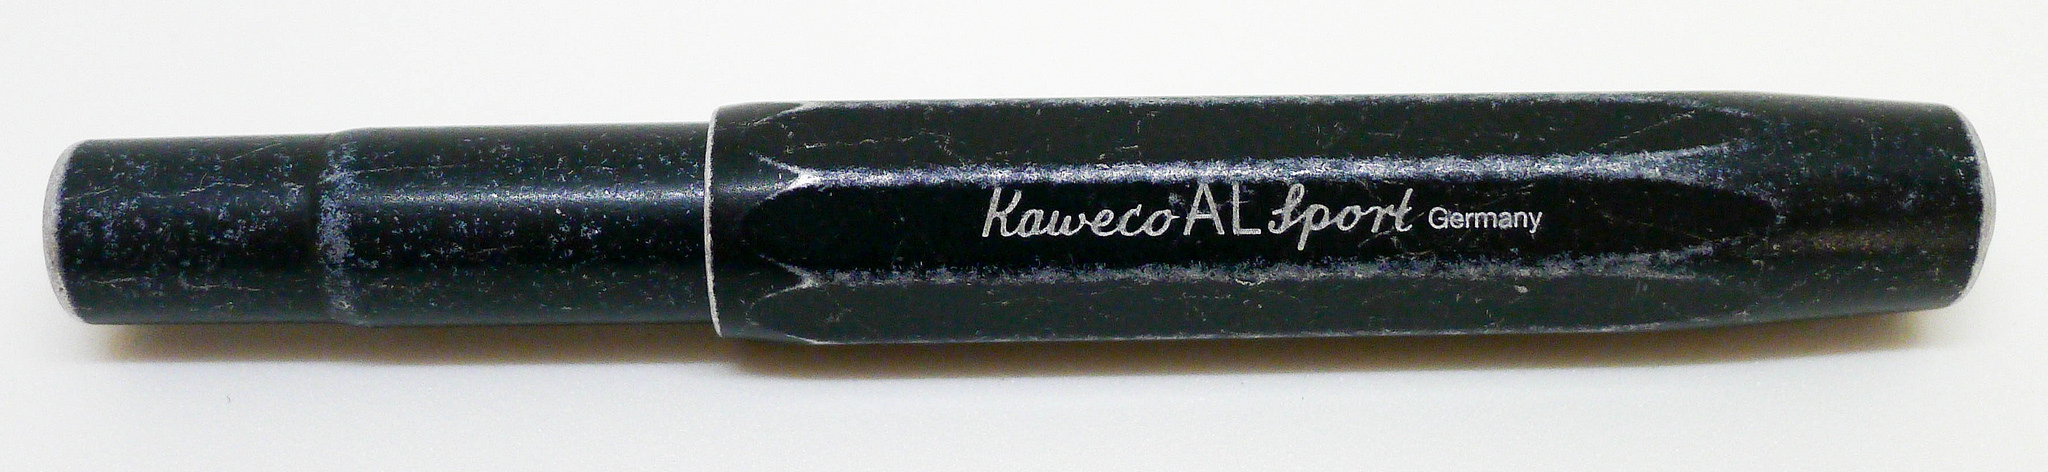 Kaweco AL Sport Germany